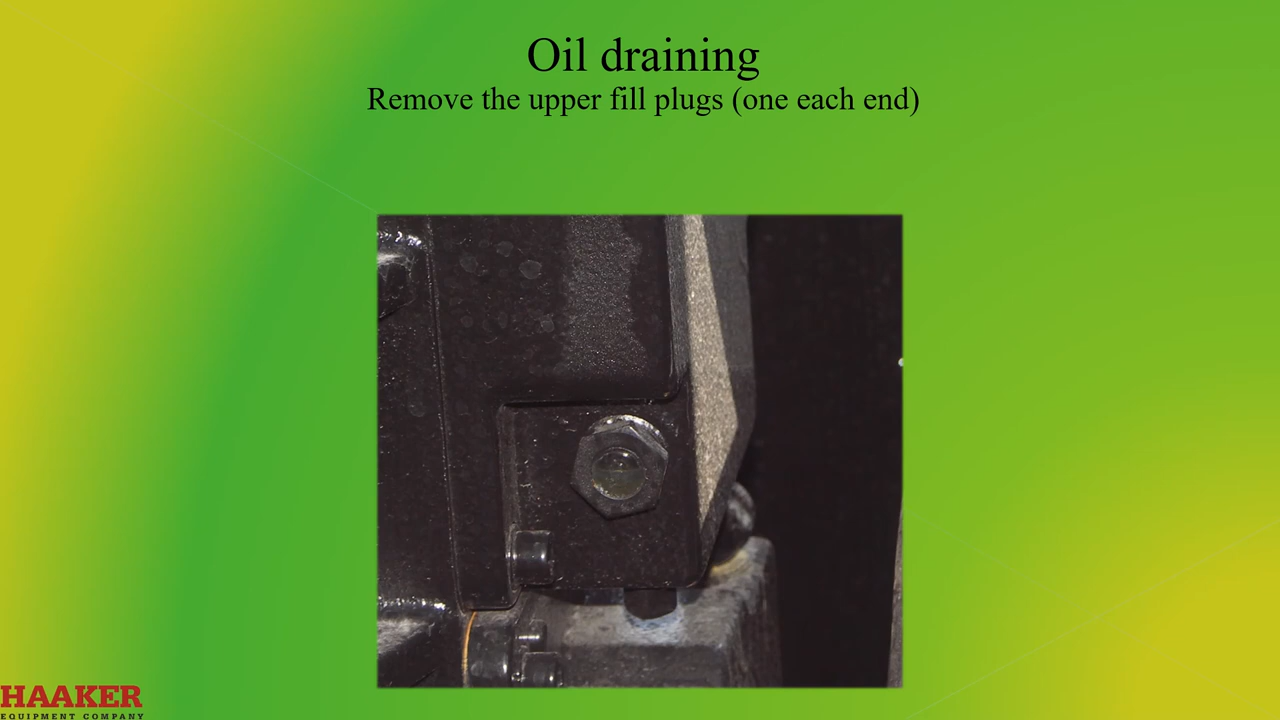 Oil draining
Remove the upper fill plugs (one each end)
HAAKER
EQUIPMENT COMPANY